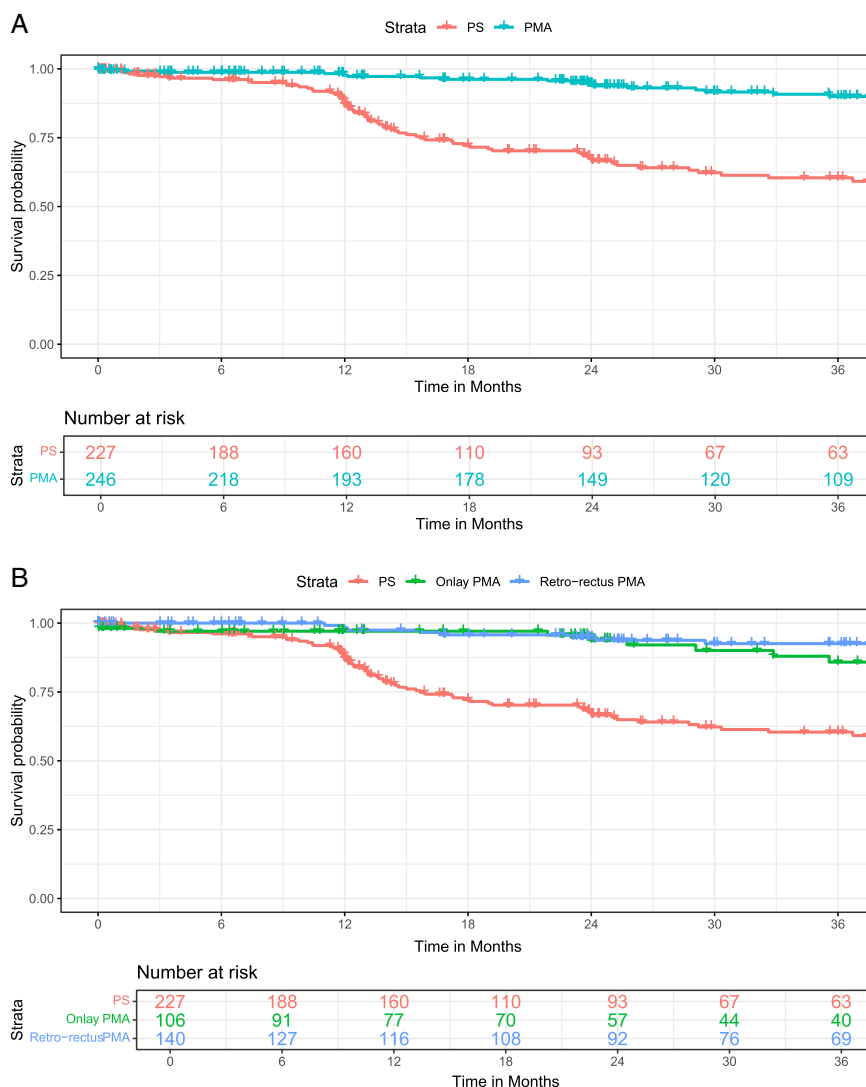 A
Strata PS PMA
1.00
0.75
0.50
0.25
0.00
Survival probability
0 6 12 18 24 30 36
Time in Months
Number at risk
Strata
PS 227 188 160 110 93 67 63
PMA 246 218 193 178 149 120 109
0 6 12 18 24 30 36
Time in Months
B
Strata PS Onlay PMA Retro−rectus PMA
1.00
0.75
0.50
0.25
0.00
Survival probability
0 6 12 18 24 30 36
Time in Months
Number at risk
Strata
PS 227 188 160 110 93 67 63
Onlay PMA 106 91 77 70 57 44 40
Retro−rectusPMA 140 127 116 108 92 76 69
0 6 12 18 24 30 36
Time in Months